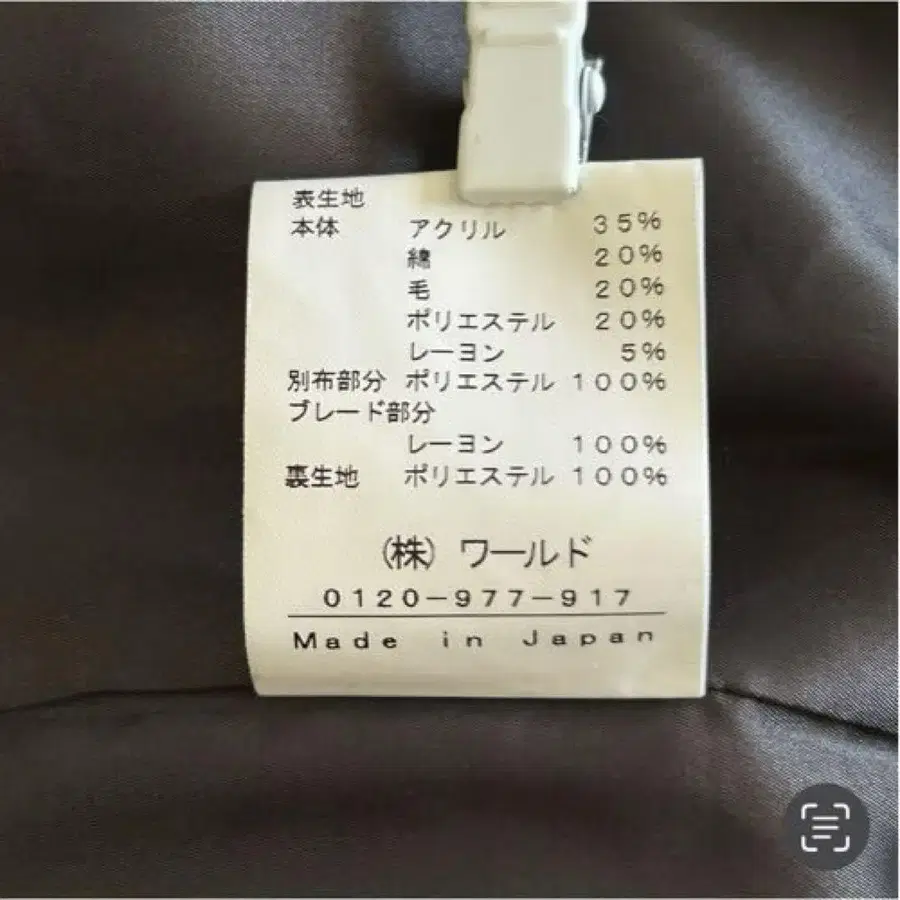 表生地
本体 アクリル 35%
綿 20%
毛 20%
ポリエステル 20%
レーヨン 5%
別布部分 ポリエステル 100%
ブレード部分
レーヨン 100%
裏生地 ポリエステル 100%
(株) ワールド
0120-977-917
Made in Japan